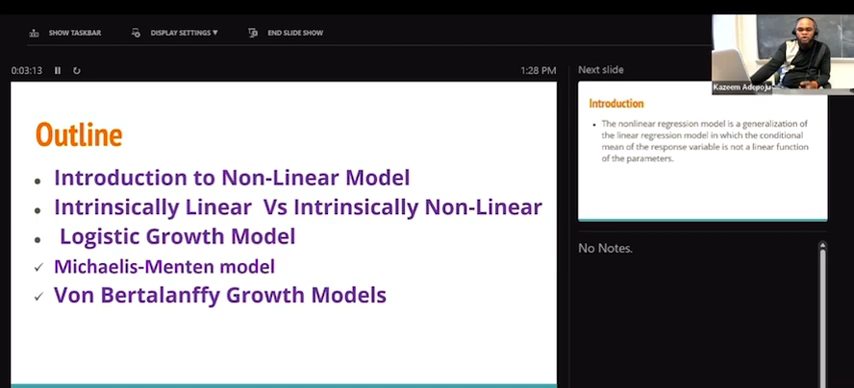 SHOW TASKBAR
DISPLAY SETTINGS ▼
END SLIDE SHOW
0:03:13
1:28 PM
Outline
• Introduction to Non-Linear Model
• Intrinsically Linear Vs Intrinsically Non-Linear
• Logistic Growth Model
✓ Michaelis-Menten model
✓ Von Bertalanffy Growth Models
Next slide
Kazeem Adepoju
Introduction
• The nonlinear regression model is a generalization of
the linear regression model in which the conditional
mean of the response variable is not a linear function
of the parameters.
No Notes.